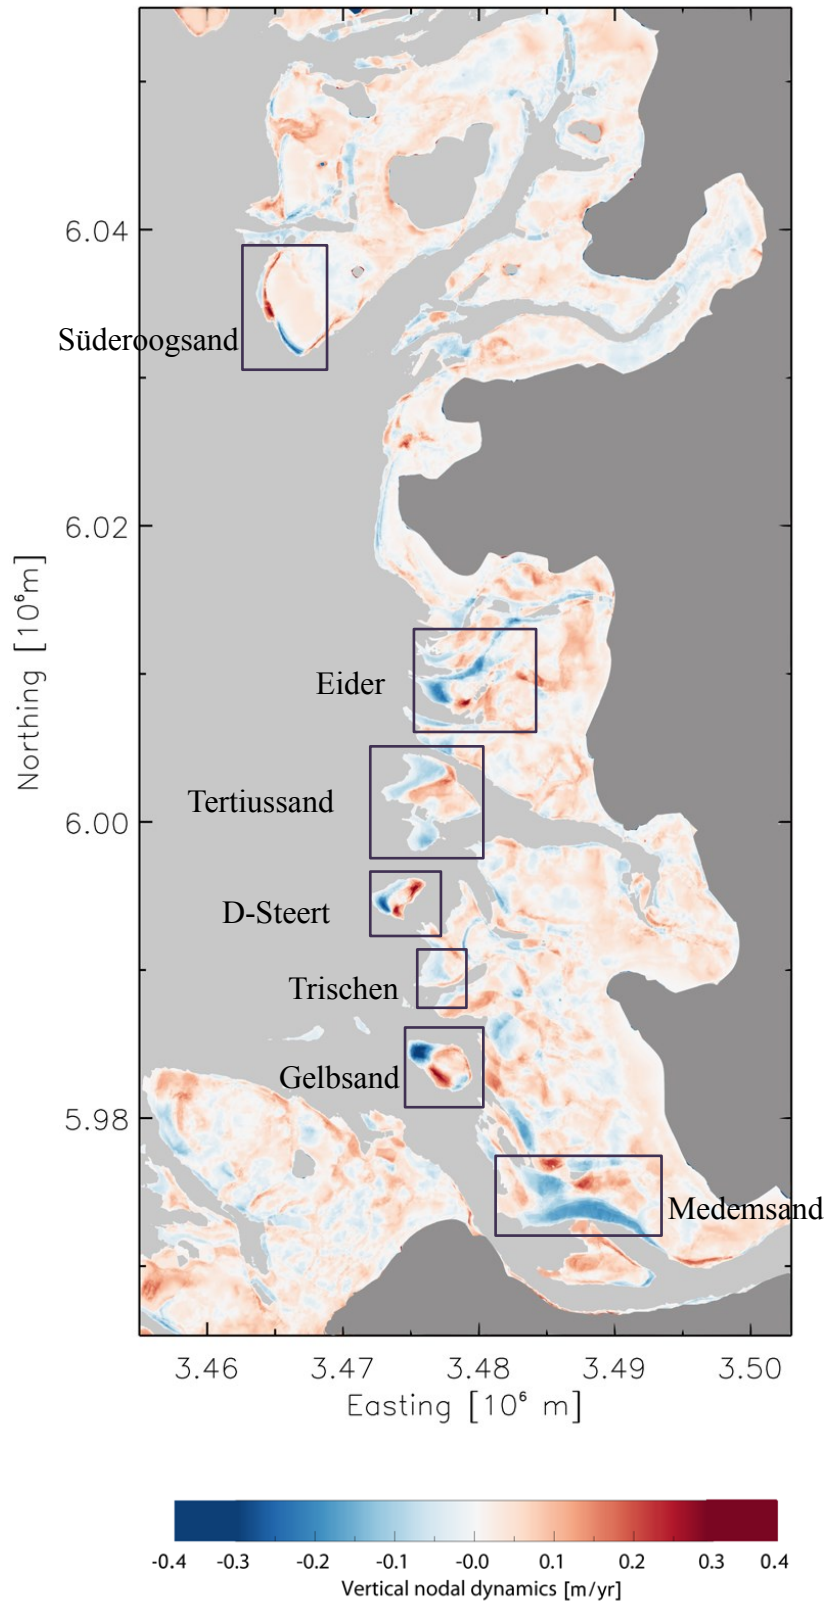 6.04
Süderoogsand
6.02
Northing [10⁶m]
Eider
Tertiussand
6.00
D-Steert
Trischen
Gelbsand
5.98
Medemsand
3.46 3.47 3.48 3.49 3.50
Easting [10⁶ m]
-0.4 -0.3 -0.2 -0.1 -0.0 0.1 0.2 0.3 0.4
Vertical nodal dynamics [m/yr]